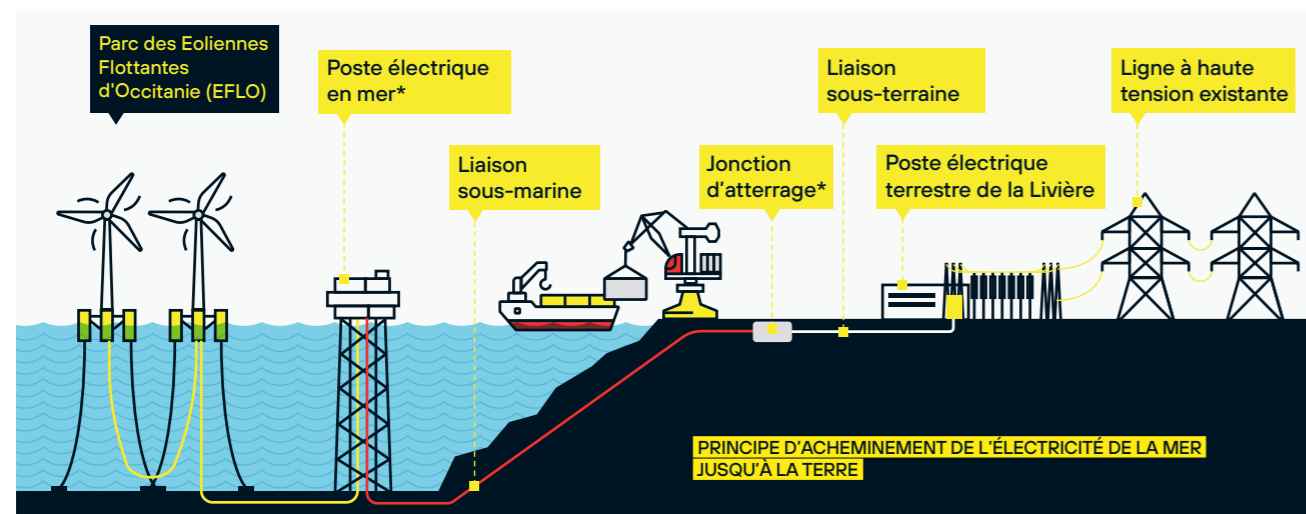 Parc des Eoliennes
Flottantes
d'Occitanie (EFLO)
Poste électrique
en mer*
Liaison
sous-marine
Jonction
d'atterrage*
Liaison
sous-terraine
Poste électrique
terrestre de la Livière
Ligne à haute
tension existante
PRINCIPE D'ACHEMINEMENT DE L'ÉLECTRICITÉ DE LA MER
JUSQU'À LA TERRE